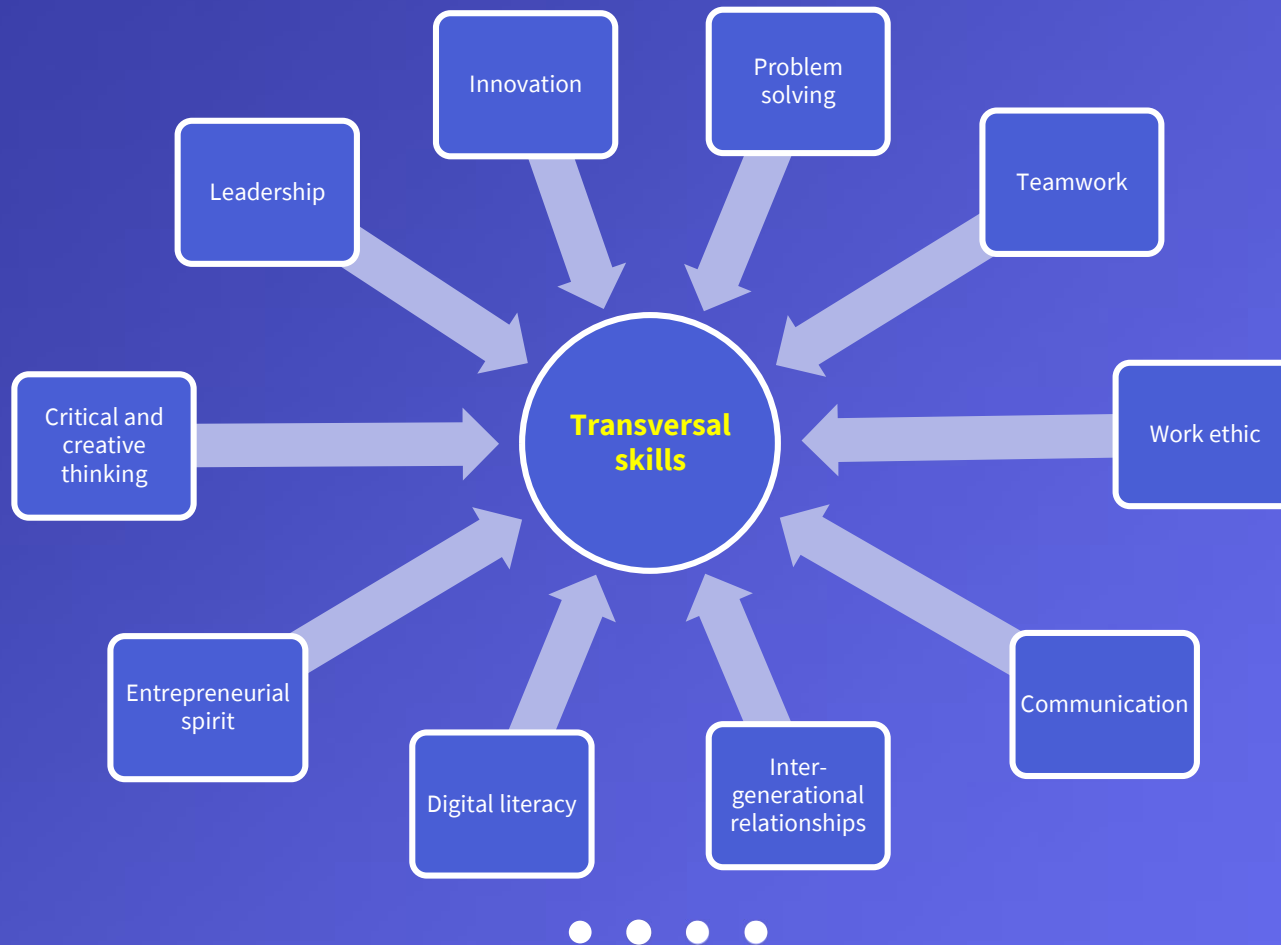 Innovation
Problem
solving
Leadership
Teamwork
Critical and
creative
thinking
Transversal
skills
Work ethic
Entrepreneurial
spirit
Communication
Digital literacy
Inter-
generational
relationships